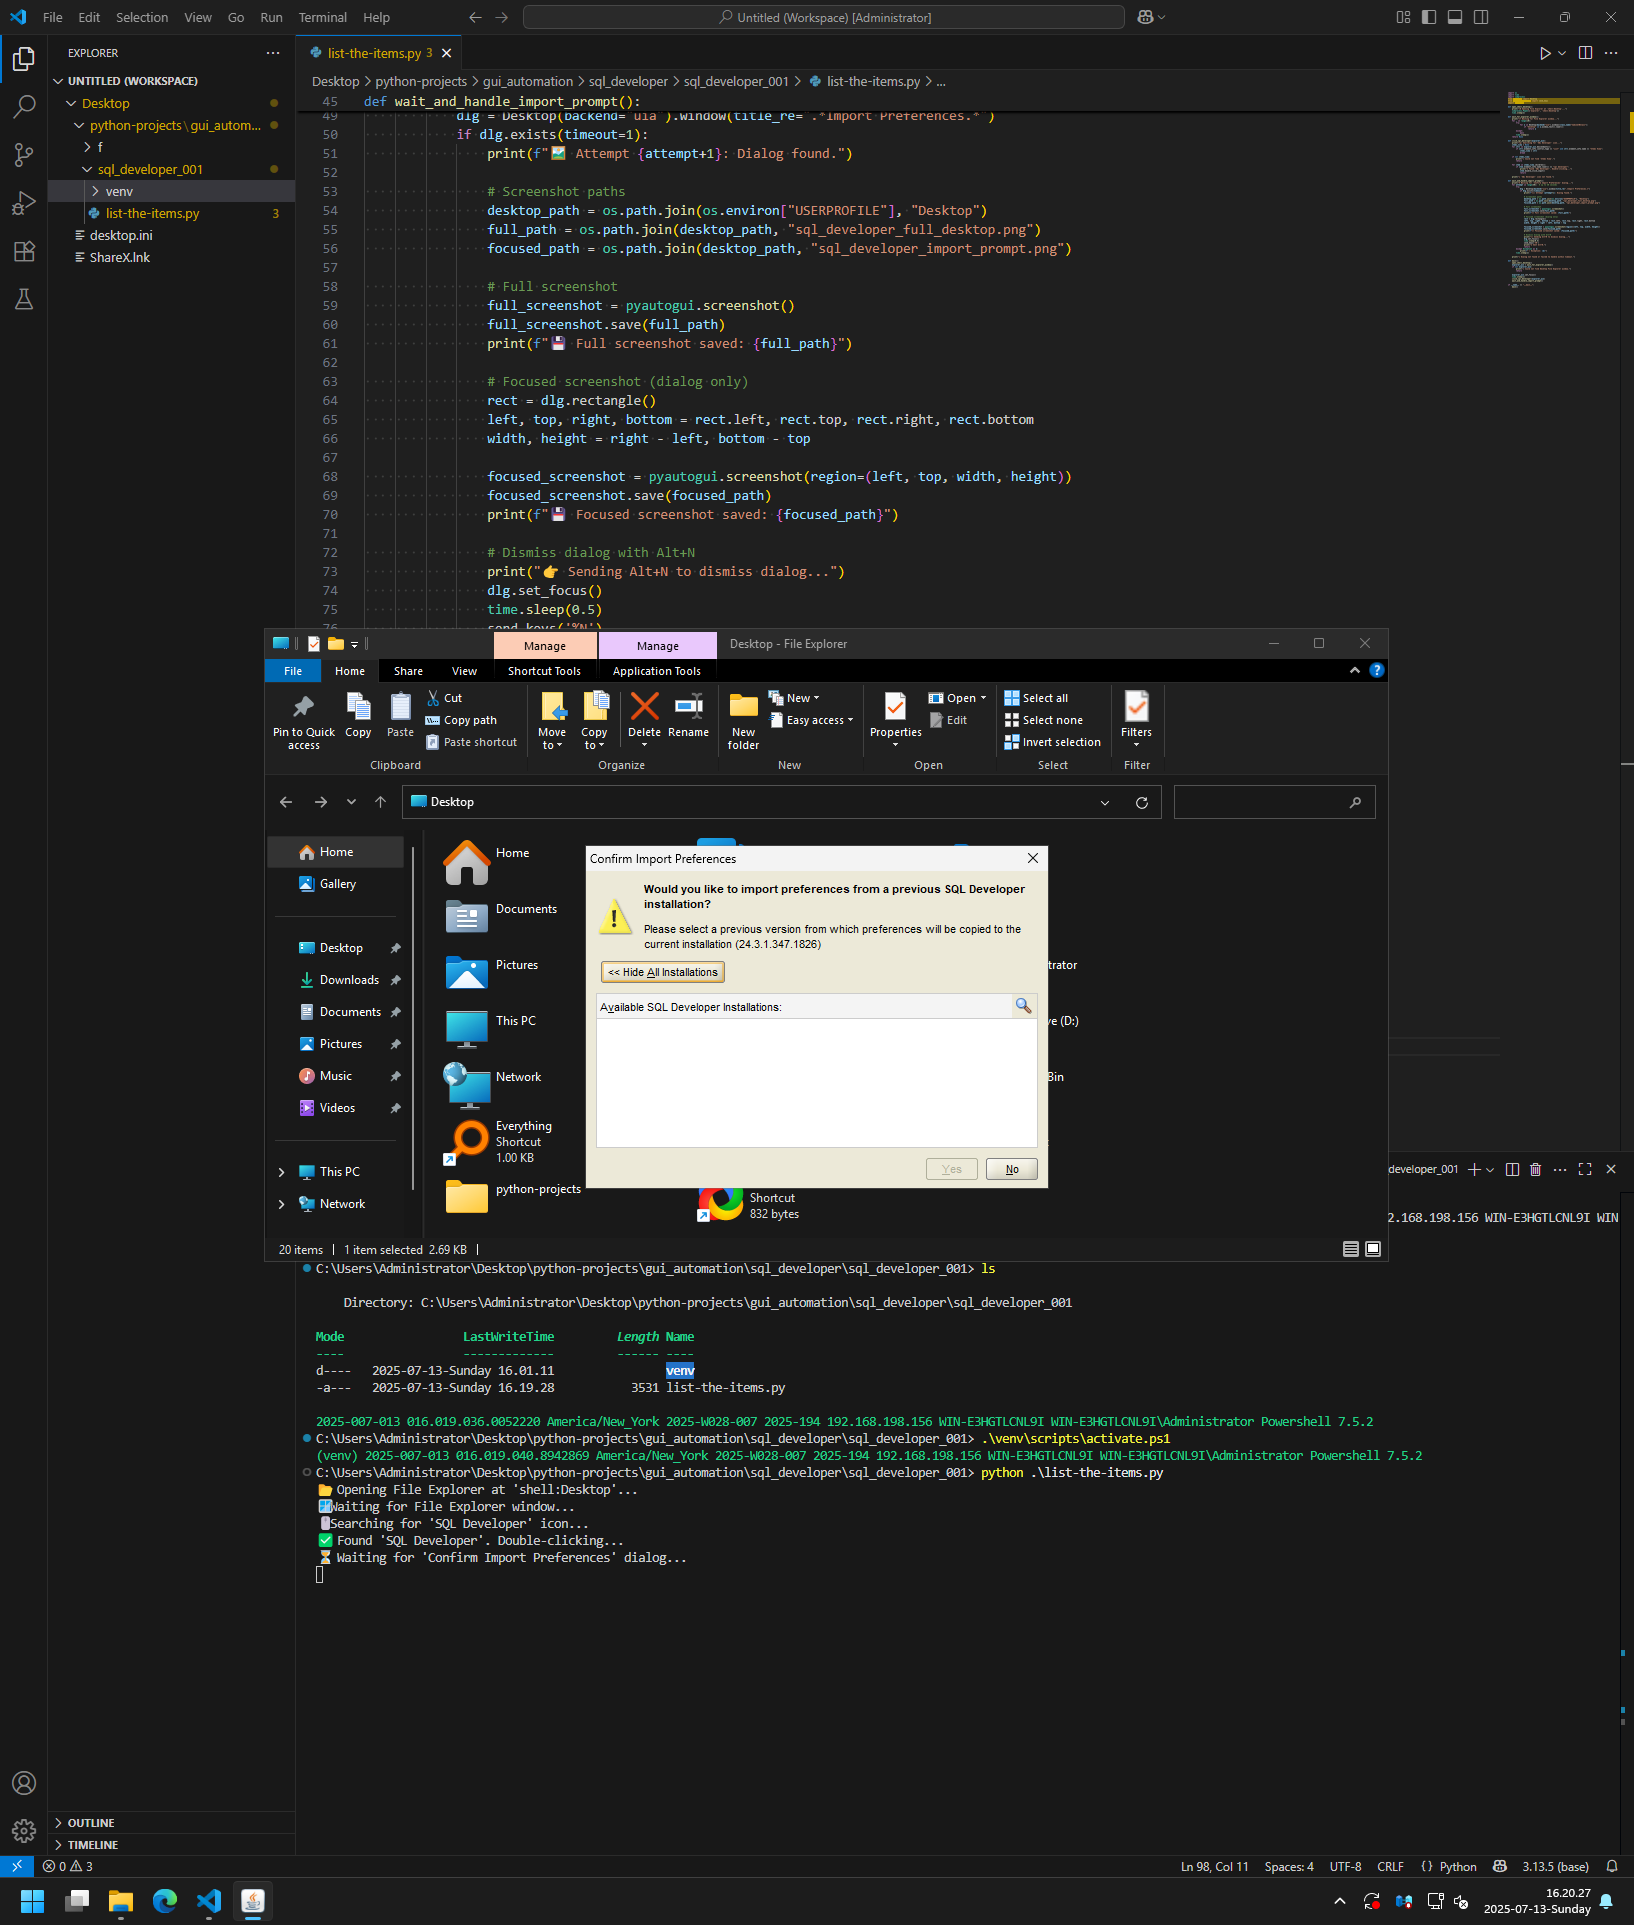 File Edit Selection View Go Run Terminal Help
Untitled (Workspace) [Administrator]
EXPLORER
UNTITLED (WORKSPACE)
Desktop
python-projects \ gui_autom...
f
sql_developer_001
venv
list-the-items.py 3
desktop.ini
ShareX.lnk
OUTLINE
TIMELINE
list-the-items.py 3
Desktop > python-projects > gui_automation > sql_developer > sql_developer_001 > list-the-items.py > ...
45 def wait_and_handle_import_prompt():
49 dlg = Desktop(backend="uia").window(title_re=".*Import Preferences.*")
50 if dlg.exists(timeout=1):
51 print(f"🖼️ Attempt {attempt+1}: Dialog found.")
52
53 # Screenshot paths
54 desktop_path = os.path.join(os.environ["USERPROFILE"], "Desktop")
55 full_path = os.path.join(desktop_path, "sql_developer_full_desktop.png")
56 focused_path = os.path.join(desktop_path, "sql_developer_import_prompt.png")
57
58 # Full screenshot
59 full_screenshot = pyautogui.screenshot()
60 full_screenshot.save(full_path)
61 print(f"💾 Full screenshot saved: {full_path}")
62
63 # Focused screenshot (dialog only)
64 rect = dlg.rectangle()
65 left, top, right, bottom = rect.left, rect.top, rect.right, rect.bottom
66 width, height = right - left, bottom - top
67
68 focused_screenshot = pyautogui.screenshot(region=(left, top, width, height))
69 focused_screenshot.save(focused_path)
70 print(f"💾 Focused screenshot saved: {focused_path}")
71
72 # Dismiss dialog with Alt+N
73 print("👉 Sending Alt+N to dismiss dialog...")
74 dlg.set_focus()
75 time.sleep(0.5)
76 send_keys('%N')
Manage Manage Desktop - File Explorer
File Home Share View Shortcut Tools Application Tools
Pin to Quick access
Copy
Paste
Cut
Copy path
Paste shortcut
Clipboard
Move to
Copy to
Delete
Rename
Organize
New folder
New
Easy access
New
Properties
Open
Edit
Open
Select all
Select none
Invert selection
Select
Filters
Filter
Desktop
Home
Gallery
Desktop
Downloads
Documents
Pictures
Music
Videos
This PC
Network
Home
Documents
Pictures
This PC
Network
Everything
Shortcut
1.00 KB
python-projects
trator
ve (D:)
Bin
Shortcut
832 bytes
20 items 1 item selected 2.69 KB
Confirm Import Preferences
Would you like to import preferences from a previous SQL Developer
installation?
Please select a previous version from which preferences will be copied to the
current installation (24.3.1.347.1826)
<< Hide All Installations
Available SQL Developer Installations:
Yes No
developer_001
2.168.198.156 WIN-E3HGTLCNL9I WIN
C:\Users\Administrator\Desktop\python-projects\gui_automation\sql_developer\sql_developer_001> ls
Directory: C:\Users\Administrator\Desktop\python-projects\gui_automation\sql_developer\sql_developer_001
Mode LastWriteTime Length Name
---- ------------- ------ ----
d---- 2025-07-13-Sunday 16.01.11 venv
-a--- 2025-07-13-Sunday 16.19.28 3531 list-the-items.py
2025-007-013 016.019.036.0052220 America/New_York 2025-W028-007 2025-194 192.168.198.156 WIN-E3HGTLCNL9I WIN-E3HGTLCNL9I\Administrator Powershell 7.5.2
C:\Users\Administrator\Desktop\python-projects\gui_automation\sql_developer\sql_developer_001> .\venv\scripts\activate.ps1
(venv) 2025-007-013 016.019.040.8942869 America/New_York 2025-W028-007 2025-194 192.168.198.156 WIN-E3HGTLCNL9I WIN-E3HGTLCNL9I\Administrator Powershell 7.5.2
C:\Users\Administrator\Desktop\python-projects\gui_automation\sql_developer\sql_developer_001> python .\list-the-items.py
📂 Opening File Explorer at 'shell:Desktop'...
🪟Waiting for File Explorer window...
🖱️Searching for 'SQL Developer' icon...
✅ Found 'SQL Developer'. Double-clicking...
⏳ Waiting for 'Confirm Import Preferences' dialog...
0 3
Ln 98, Col 11 Spaces: 4 UTF-8 CRLF {} Python 3.13.5 (base)
16.20.27
2025-07-13-Sunday